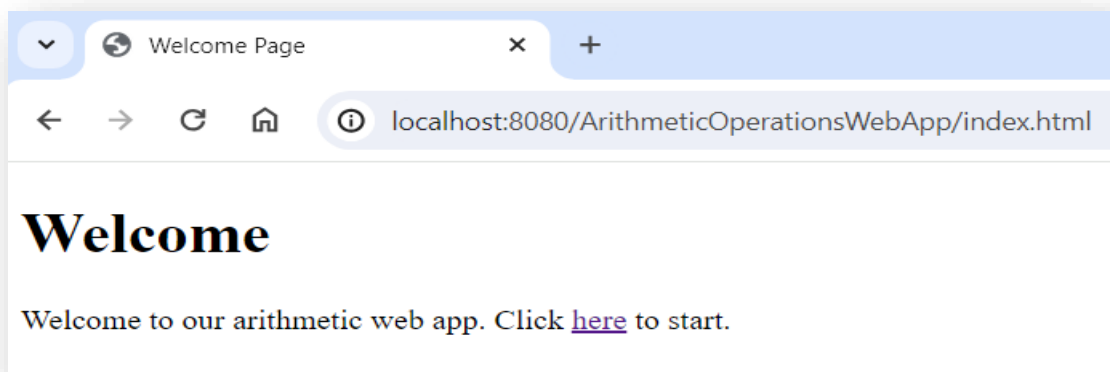 Welcome Page
localhost:8080/ArithmeticOperationsWebApp/index.html
Welcome
Welcome to our arithmetic web app. Click here to start.